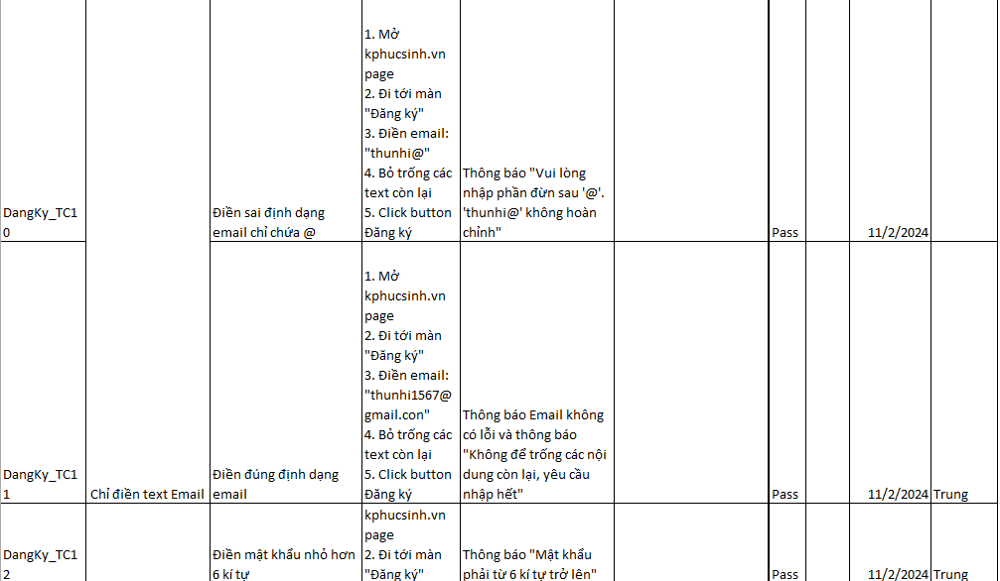 DangKy_TC1
0
Điền sai định dạng
email chỉ chứa @
1. Mở
kphucsinh.vn
page
2. Đi tới màn
"Đăng ký"
3. Điền email:
"thunhi@"
4. Bỏ trống các
text còn lại
5. Click button
Đăng ký
Thông báo "Vui lòng
nhập phần đừn sau '@'.
'thunhi@' không hoàn
chỉnh"
Pass
11/2/2024
DangKy_TC1
1
Chỉ điền text Email
Điền đúng định dạng
email
1. Mở
kphucsinh.vn
page
2. Đi tới màn
"Đăng ký"
3. Điền email:
"thunhi1567@
gmail.con"
4. Bỏ trống các
text còn lại
5. Click button
Đăng ký
Thông báo Email không
có lỗi và thông báo
"Không để trống các nội
dung còn lại, yêu cầu
nhập hết"
Pass
11/2/2024
Trung
DangKy_TC1
2
Điền mật khẩu nhỏ hơn
6 kí tự
kphucsinh.vn
page
2. Đi tới màn
"Đăng ký"
Thông báo "Mật khẩu
phải từ 6 kí tự trở lên"
Pass
11/2/2024
Trung